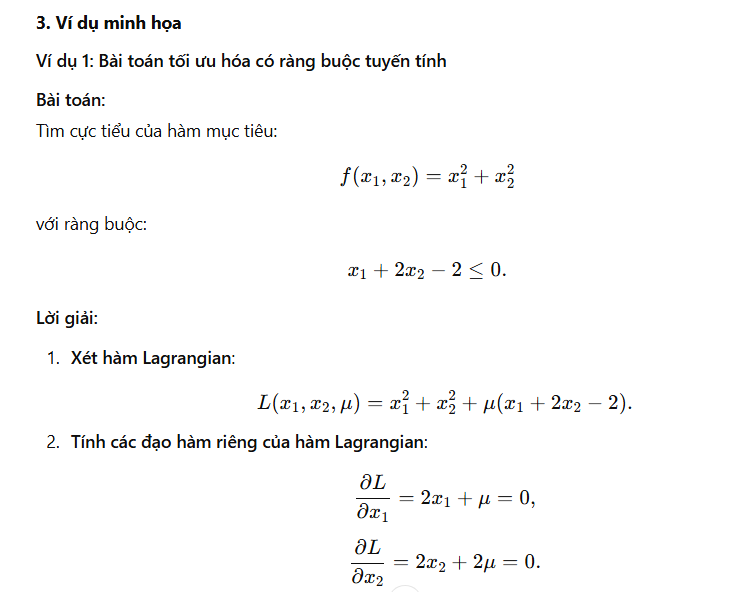 3. Ví dụ minh họa
Ví dụ 1: Bài toán tối ưu hóa có ràng buộc tuyến tính
Bài toán:
Tìm cực tiểu của hàm mục tiêu:
f(x₁, x₂) = x₁² + x₂²
với ràng buộc:
x₁ + 2x₂ − 2 ≤ 0.
Lời giải:
1. Xét hàm Lagrangian:
L(x₁, x₂, μ) = x₁² + x₂² + μ(x₁ + 2x₂ − 2).
2. Tính các đạo hàm riêng của hàm Lagrangian:
∂L/∂x₁ = 2x₁ + μ = 0,
∂L/∂x₂ = 2x₂ + 2μ = 0.